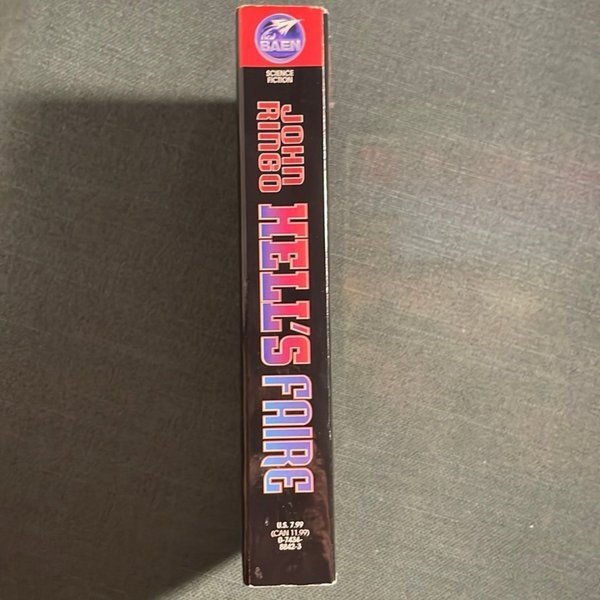 BAEN
SCIENCE
FICTION
JOHN
RINGO
HELL'S FAIRE
U.S. 7.99
(CAN 11.99)
0-7434-
8842-3